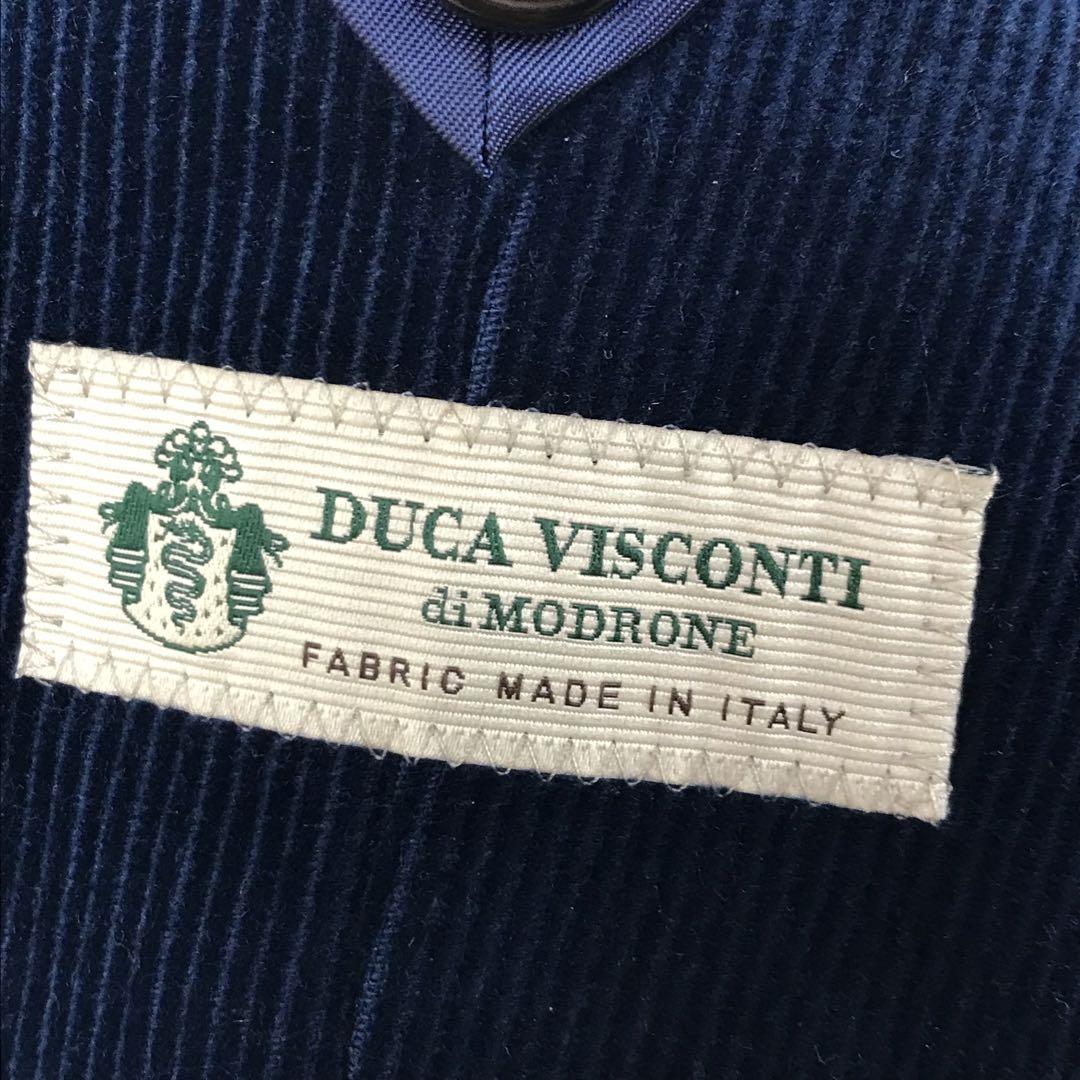 DUCA VISCONTI
di MODRONE
FABRIC MADE IN ITALY